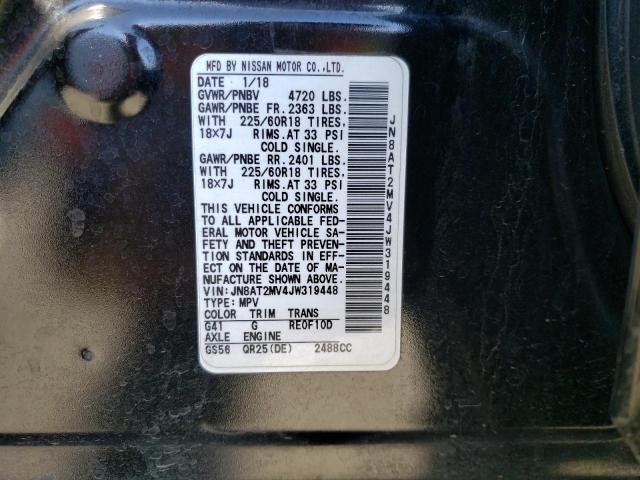 MFD BY NISSAN MOTOR CO.,LTD.
DATE 1/18
GVWR/PNBV 4720 LBS.
GAWR/PNBE FR. 2363 LBS.
WITH 225/60R18 TIRES.
18x7J RIMS.AT 33 PSI
COLD SINGLE.
GAWR/PNBE RR. 2401 LBS.
WITH 225/60R18 TIRES.
18x7J RIMS.AT 33 PSI
COLD SINGLE.
THIS VEHICLE CONFORMS
TO ALL APPLICABLE FED-
ERAL MOTOR VEHICLE SA-
FETY AND THEFT PREVEN-
TION STANDARDS IN EFF-
ECT ON THE DATE OF MA-
NUFACTURE SHOWN ABOVE.
VIN:JN8AT2MV4JW319448
TYPE:MPV
COLOR TRIM TRANS
G41 G RE0F10D
AXLE ENGINE
GS56 QR25(DE) 2488CC
JN8AT2MV4JW319448